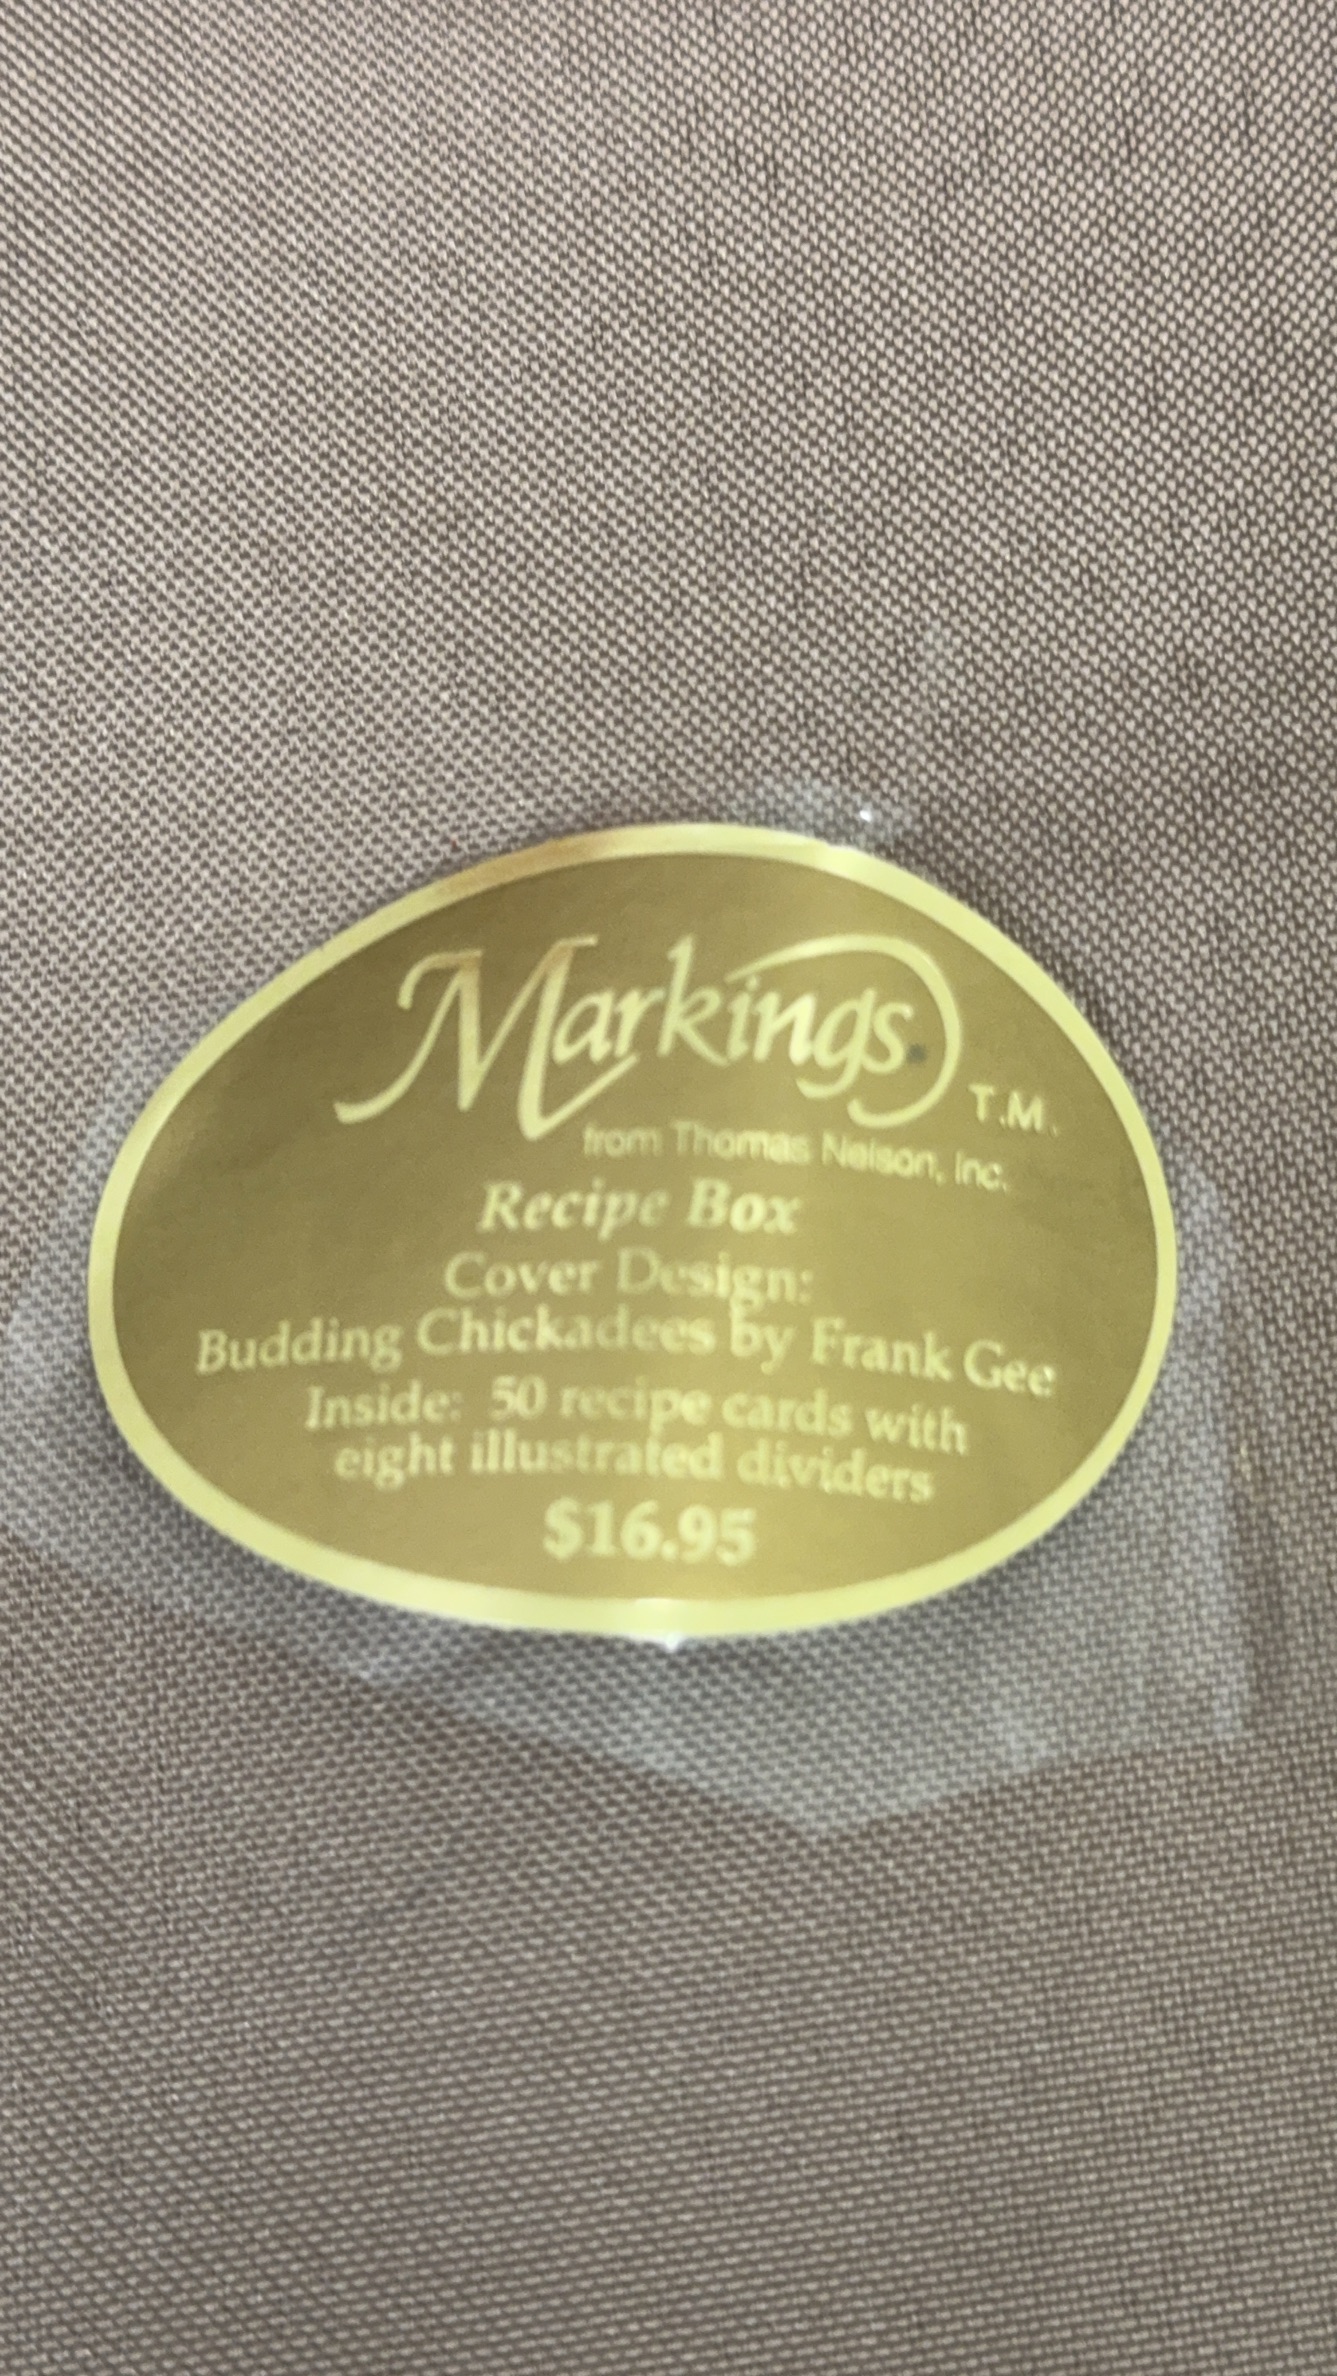 Markings T.M.
from Thomas Nelson, Inc.
Recipe Box
Cover Design:
Budding Chickadees by Frank Gee
Inside: 50 recipe cards with
eight illustrated dividers
$16.95